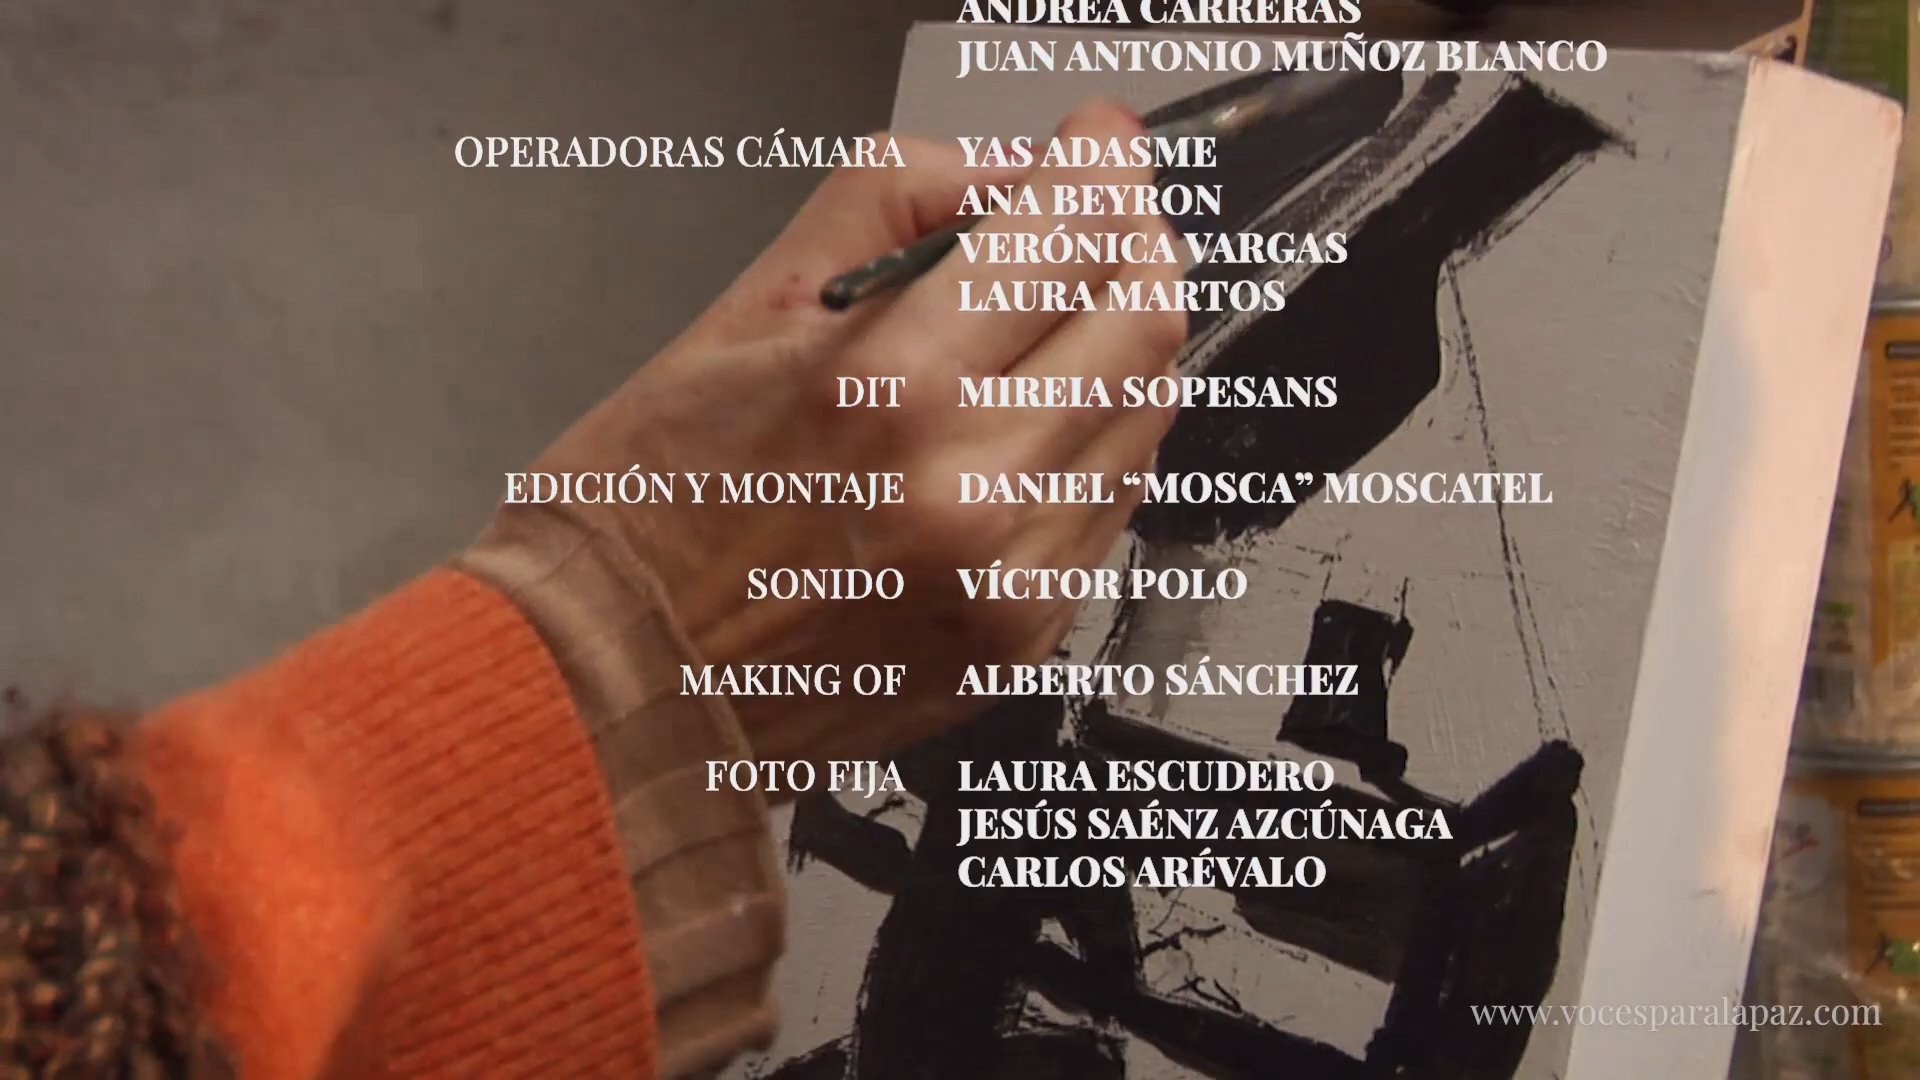 ANDREA CARRERAS
JUAN ANTONIO MUÑOZ BLANCO
OPERADORAS CÁMARA YAS ADASME
ANA BEYRON
VERÓNICA VARGAS
LAURA MARTOS
DIT MIREIA SOPESANS
EDICIÓN Y MONTAJE DANIEL “MOSCA” MOSCATEL
SONIDO VÍCTOR POLO
MAKING OF ALBERTO SÁNCHEZ
FOTO FIJA LAURA ESCUDERO
JESÚS SAÉNZ AZCÚNAGA
CARLOS ARÉVALO
www.vocesparalapaz.com